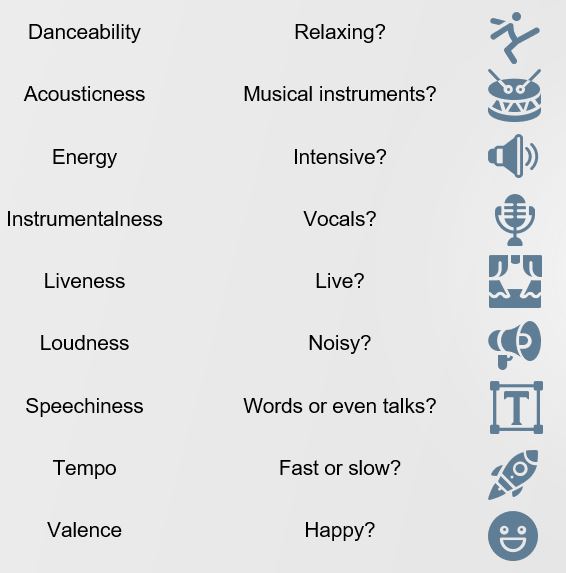 Danceability Relaxing?
Acousticness Musical instruments?
Energy Intensive?
Instrumentalness Vocals?
Liveness Live?
Loudness Noisy?
Speechiness Words or even talks? T
Tempo Fast or slow?
Valence Happy?